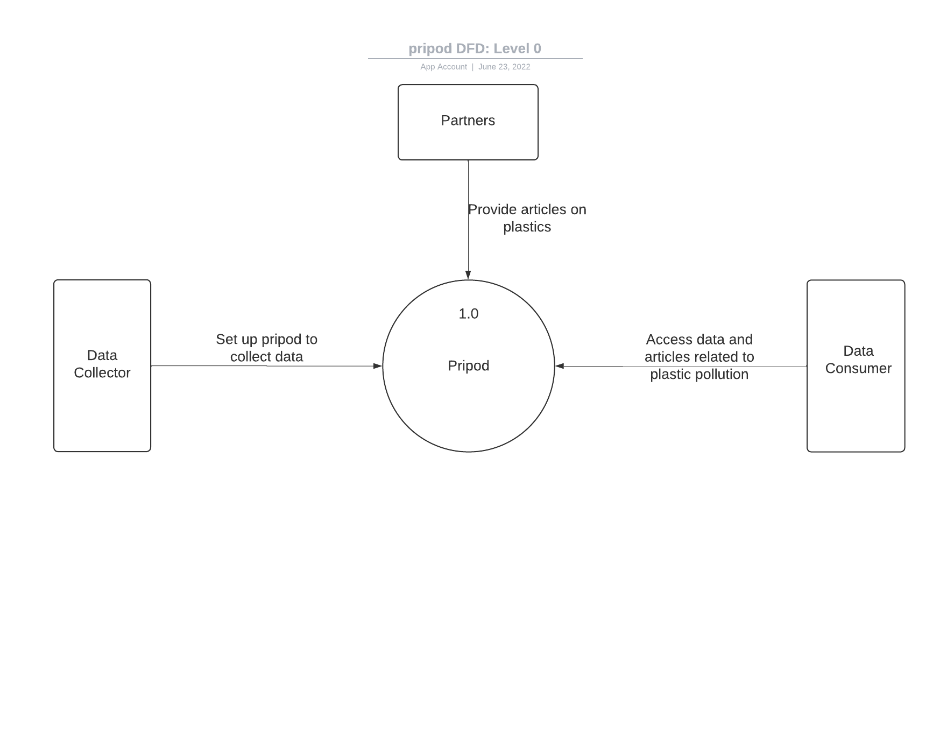 pripod DFD: Level 0
App Account | June 23, 2022
Partners
Provide articles on
plastics
1.0
Pripod
Data
Collector
Set up pripod to
collect data
Access data and
articles related to
plastic pollution
Data
Consumer